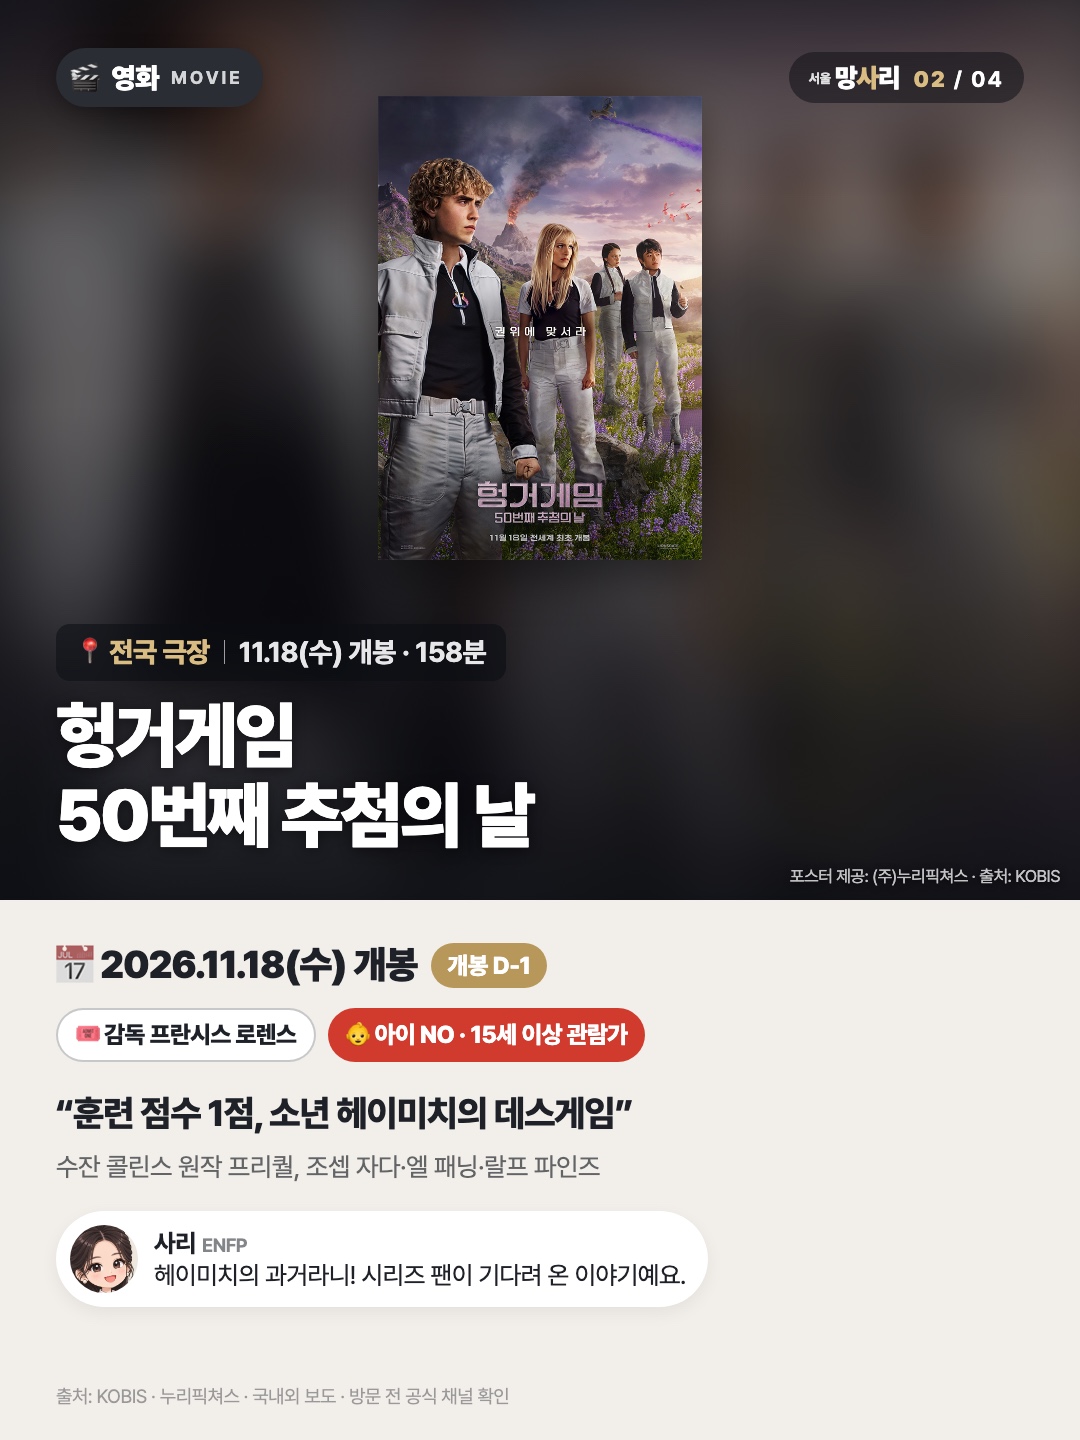 영화 MOVIE
서울 망사리 02 / 04
권위에 맞서라
헝거게임
50번째 추첨의 날
11월 18일 전세계 최초 개봉
전국 극장 | 11.18(수) 개봉 · 158분
헝거게임
50번째 추첨의 날
포스터 제공: (주)누리픽쳐스 · 출처: KOBIS
JUL 17 2026.11.18(수) 개봉 개봉 D-1
감독 프란시스 로렌스 아이 NO · 15세 이상 관람가
“훈련 점수 1점, 소년 헤이미치의 데스게임”
수잔 콜린스 원작 프리퀄, 조셉 자다·엘 패닝·랄프 파인즈
사리 ENFP
헤이미치의 과거라니! 시리즈 팬이 기다려 온 이야기예요.
출처: KOBIS · 누리픽쳐스 · 국내외 보도 · 방문 전 공식 채널 확인